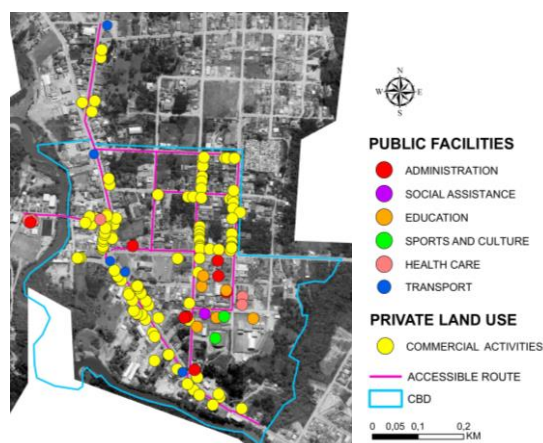 N
W E
S
PUBLIC FACILITIES
ADMINISTRATION
SOCIAL ASSISTANCE
EDUCATION
SPORTS AND CULTURE
HEALTH CARE
TRANSPORT
PRIVATE LAND USE
COMMERCIAL ACTIVITIES
ACCESSIBLE ROUTE
CBD
0 0,05 0,1 0,2
KM